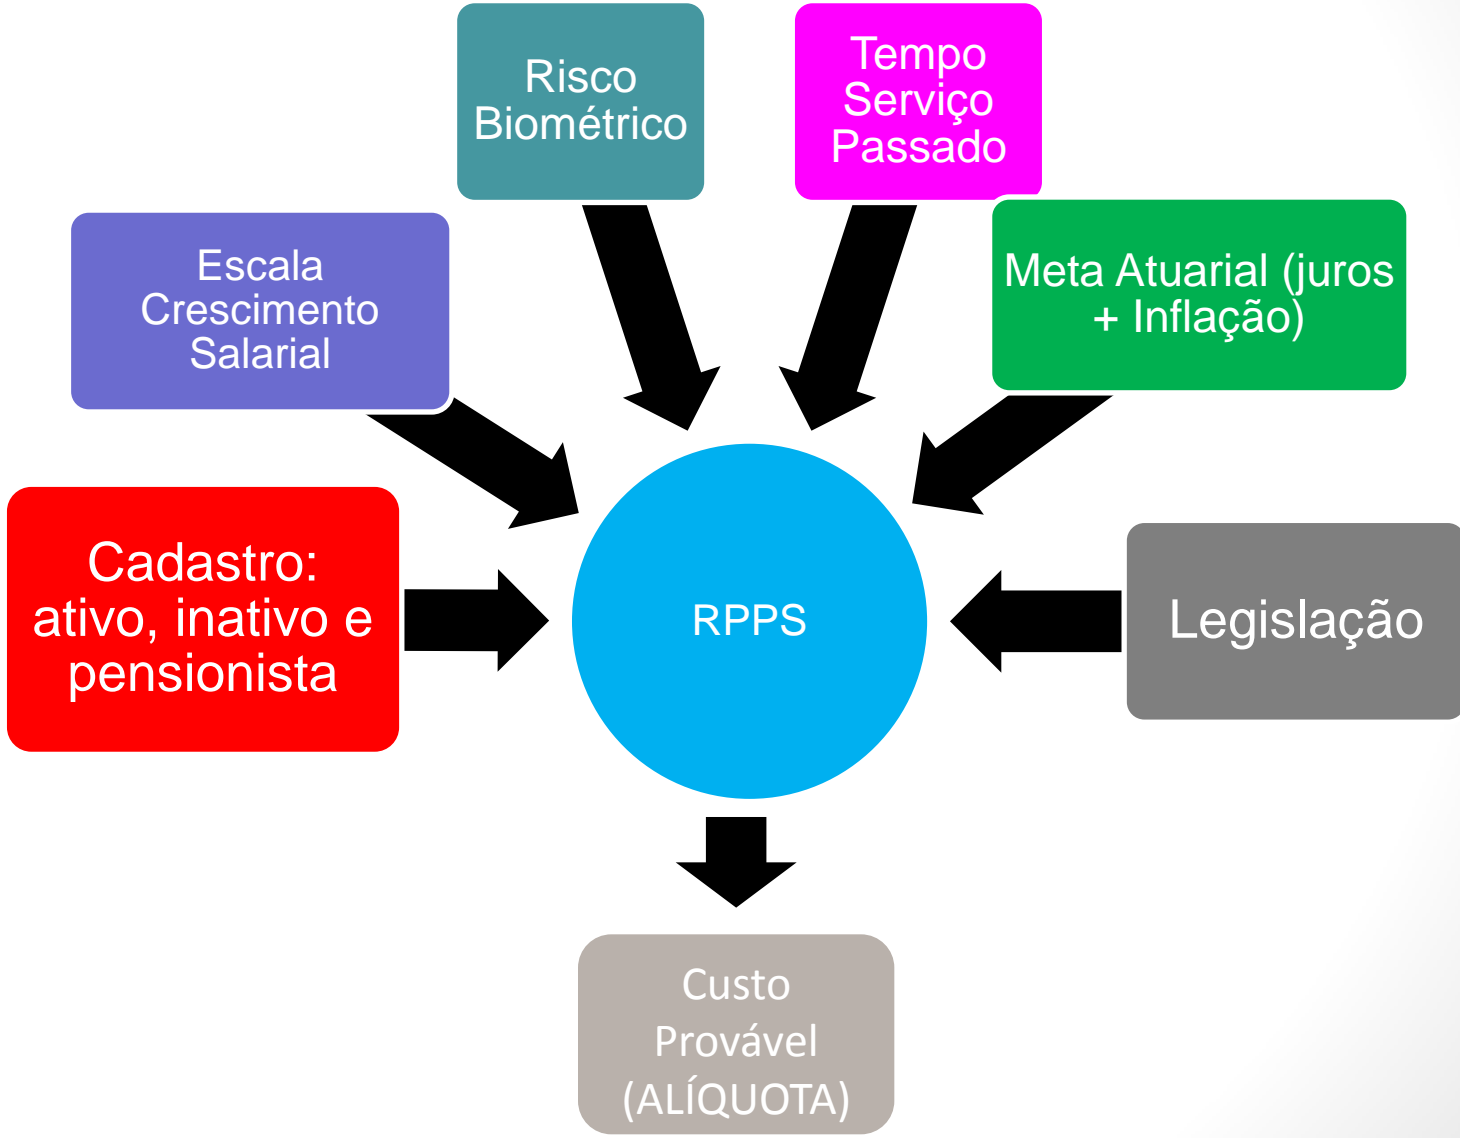 Risco
Biométrico
Tempo
Serviço
Passado
Escala
Crescimento
Salarial
Meta Atuarial (juros
+ Inflação)
Cadastro:
ativo, inativo e
pensionista
RPPS
Legislação
Custo
Provável
(ALÍQUOTA)